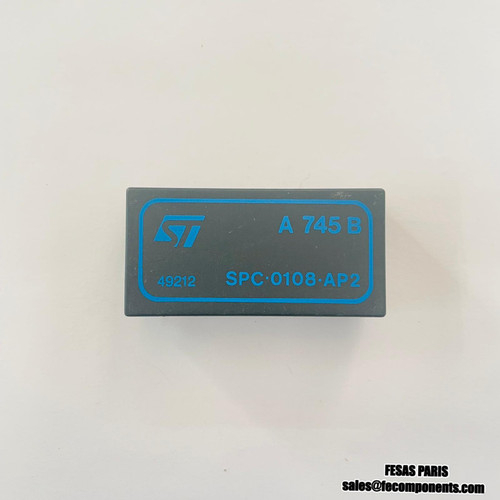 ST A 745 B
49212 SPC·0108·AP2
FESAS PARIS
sales@fecomponents.com